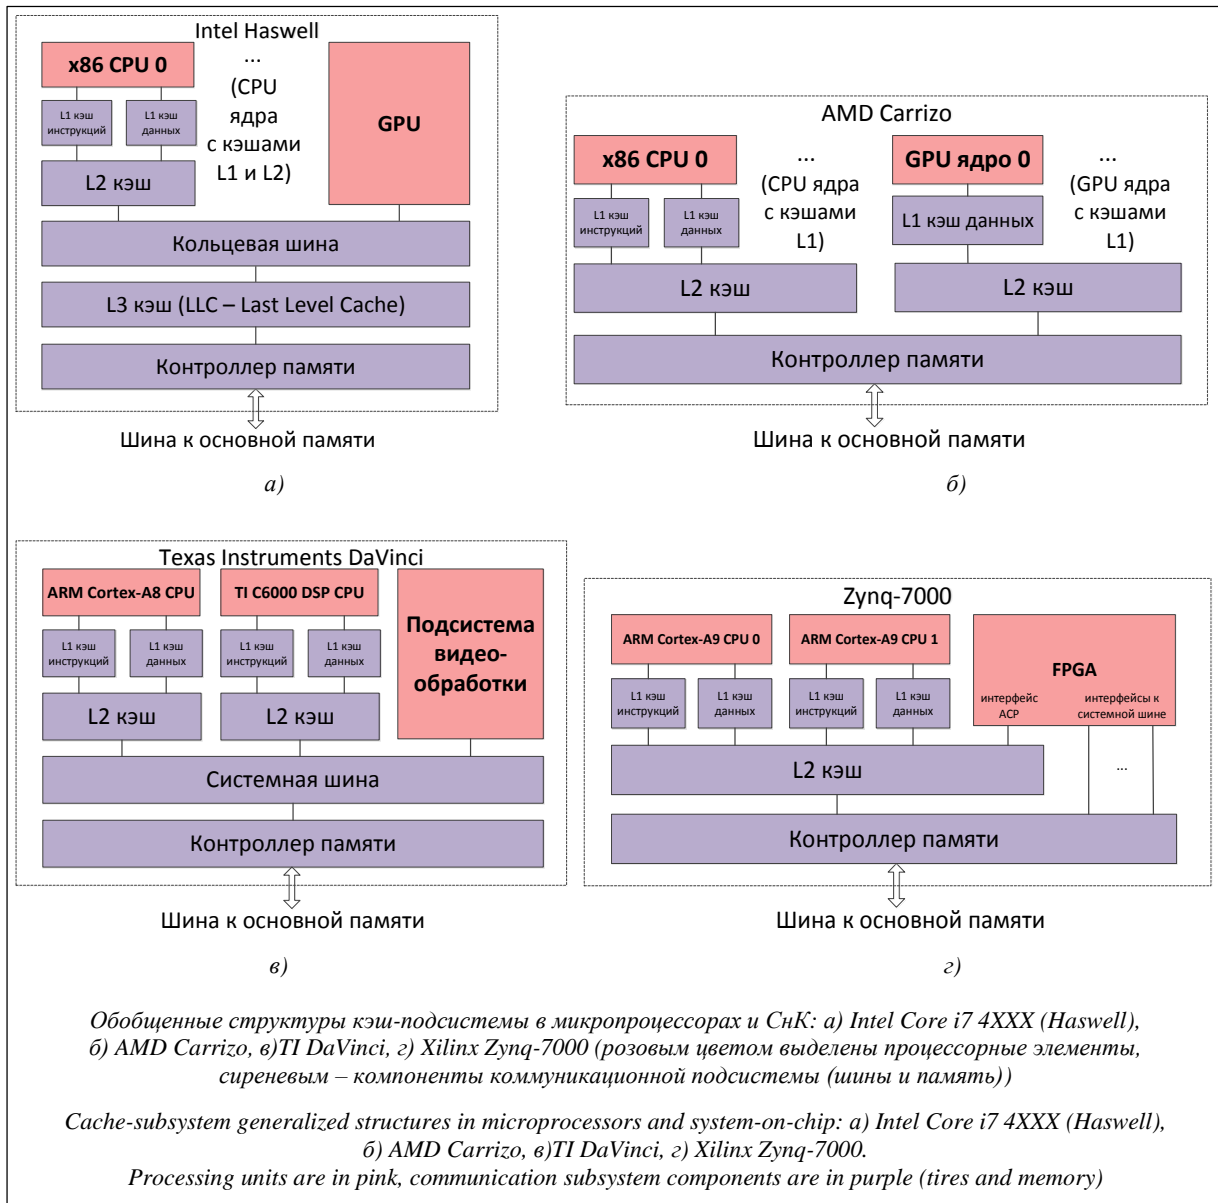 Intel Haswell
x86 CPU 0
...
(CPU
ядра
с кэшами
L1 и L2)
GPU
L1 кэш
инструкций
L1 кэш
данных
L2 кэш
Кольцевая шина
L3 кэш (LLC – Last Level Cache)
Контроллер памяти
Шина к основной памяти
а)
AMD Carrizo
x86 CPU 0
...
(CPU ядра
с кэшами
L1)
GPU ядро 0
...
(GPU ядра
с кэшами
L1)
L1 кэш
инструкций
L1 кэш
данных
L1 кэш данных
L2 кэш
L2 кэш
Контроллер памяти
Шина к основной памяти
б)
Texas Instruments DaVinci
ARM Cortex-A8 CPU
TI C6000 DSP CPU
Подсистема
видео-
обработки
L1 кэш
инструкций
L1 кэш
данных
L1 кэш
инструкций
L1 кэш
данных
L2 кэш
L2 кэш
Системная шина
Контроллер памяти
Шина к основной памяти
в)
Zynq-7000
ARM Cortex-A9 CPU 0
ARM Cortex-A9 CPU 1
FPGA
интерфейс
ACP
интерфейсы к
системной шине
L1 кэш
инструкций
L1 кэш
данных
L1 кэш
инструкций
L1 кэш
данных
...
L2 кэш
Контроллер памяти
Шина к основной памяти
г)
Обобщенные структуры кэш-подсистемы в микропроцессорах и СнК: а) Intel Core i7 4XXX (Haswell),
б) AMD Carrizo, в)TI DaVinci, г) Xilinx Zynq-7000 (розовым цветом выделены процессорные элементы,
сиреневым – компоненты коммуникационной подсистемы (шины и память))
Cache-subsystem generalized structures in microprocessors and system-on-chip: а) Intel Core i7 4XXX (Haswell),
б) AMD Carrizo, в)TI DaVinci, г) Xilinx Zynq-7000.
Processing units are in pink, communication subsystem components are in purple (tires and memory)